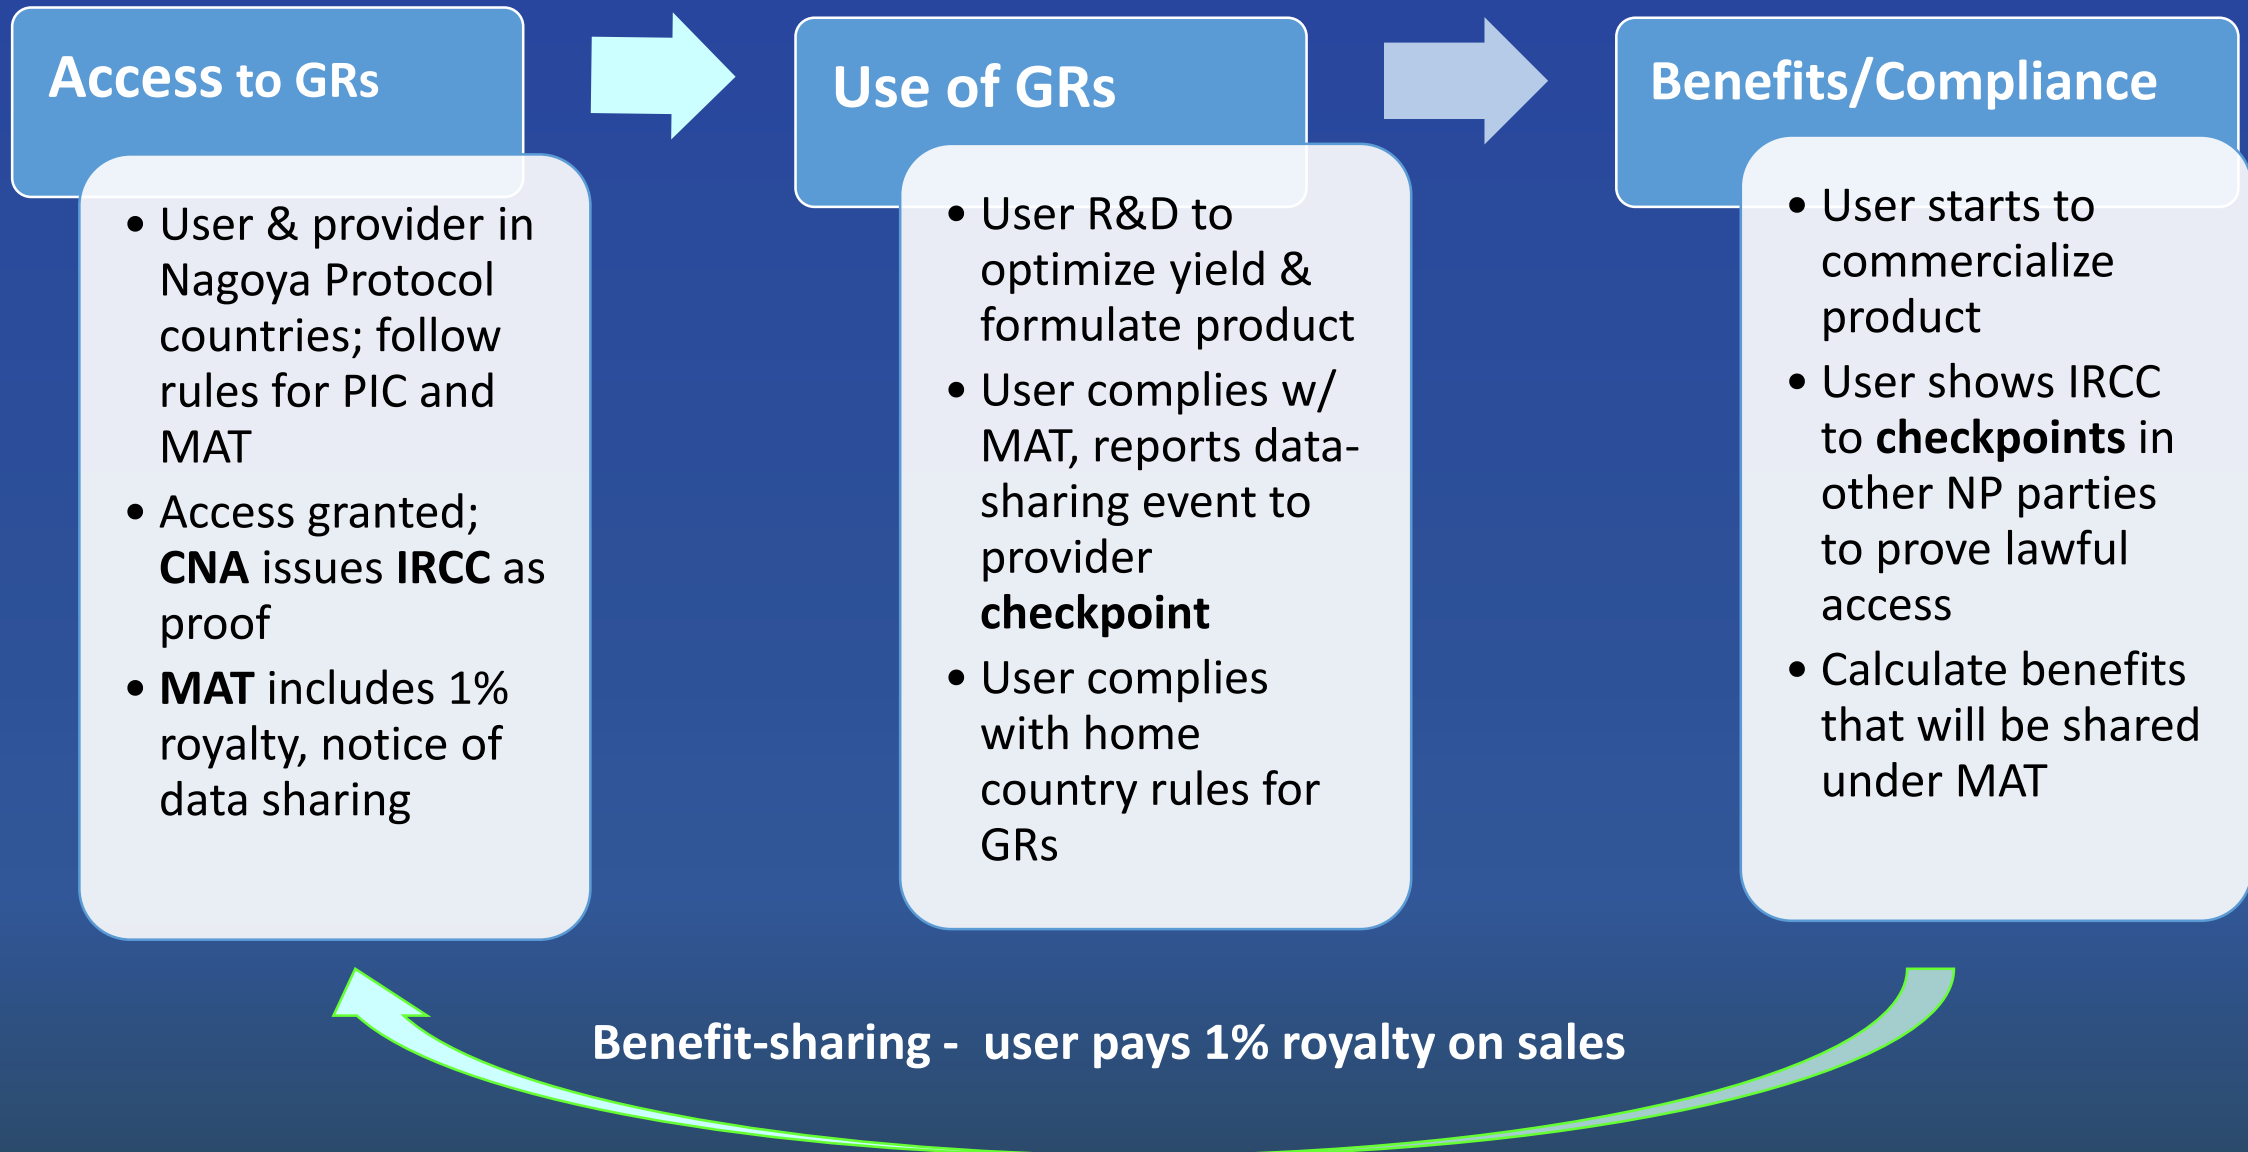 Access to GRs
• User & provider in
Nagoya Protocol
countries; follow
rules for PIC and
MAT
• Access granted;
CNA issues IRCC as
proof
• MAT includes 1%
royalty, notice of
data sharing
Use of GRs
• User R&D to
optimize yield &
formulate product
• User complies w/
MAT, reports data-
sharing event to
provider
checkpoint
• User complies
with home
country rules for
GRs
Benefits/Compliance
• User starts to
commercialize
product
• User shows IRCC
to checkpoints in
other NP parties
to prove lawful
access
• Calculate benefits
that will be shared
under MAT
Benefit-sharing - user pays 1% royalty on sales